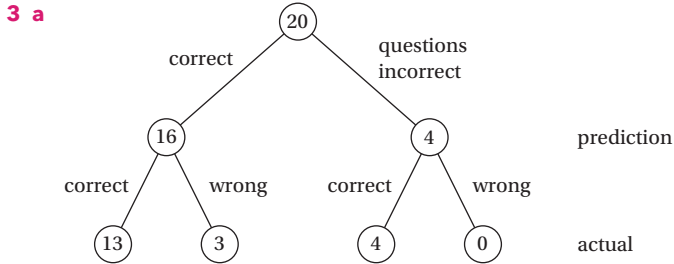 3 a
20
correct
questions
incorrect
16
4
prediction
correct
wrong
correct
wrong
13
3
4
0
actual